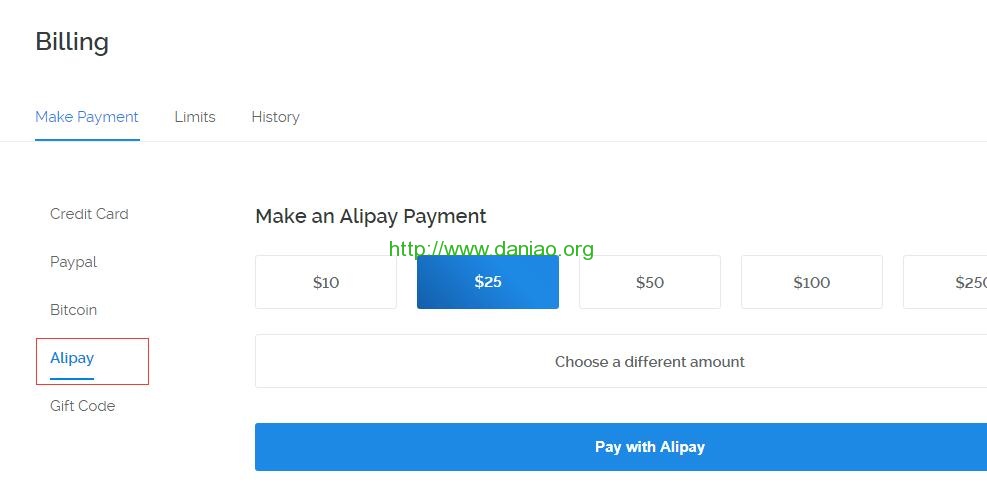 Billing
Make Payment Limits History
Credit Card
Paypal
Bitcoin
Alipay
Gift Code
Make an Alipay Payment
http://www.daniao.org
$10 $25 $50 $100 $250
Choose a different amount
Pay with Alipay